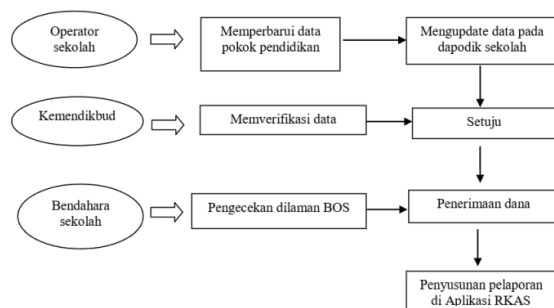 Operator
sekolah
Memperbarui data
pokok pendidikan
Mengupdate data pada
dapodik sekolah
Kemendikbud
Memverifikasi data
Setuju
Bendahara
sekolah
Pengecekan dilaman BOS
Penerimaan dana
Penyusunan pelaporan
di Aplikasi RKAS